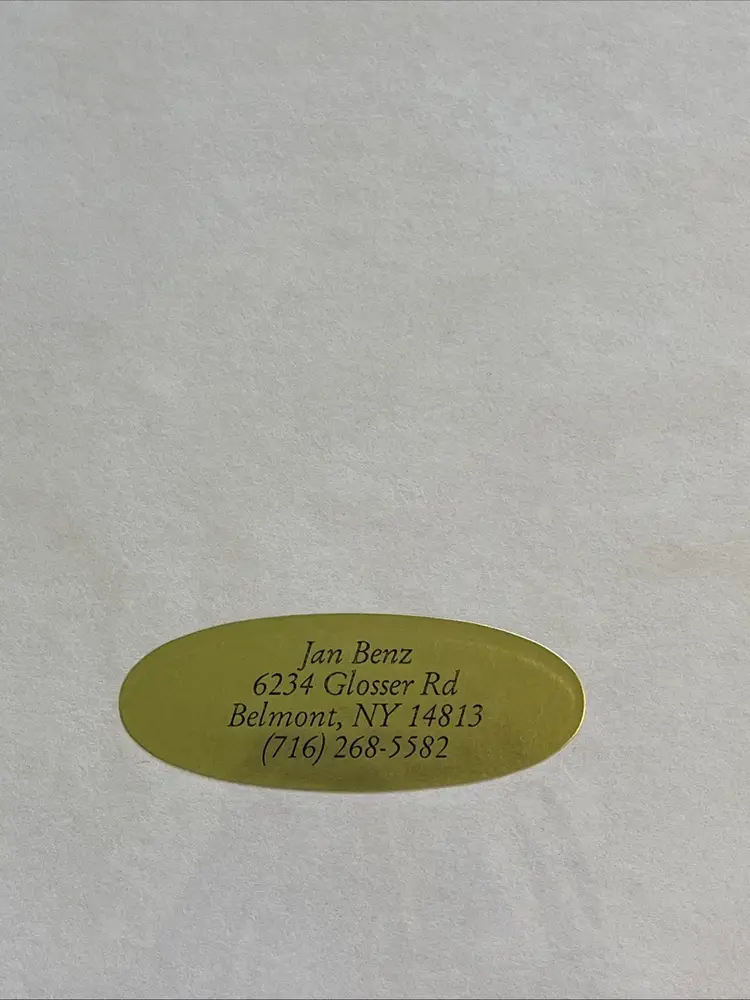 Jan Benz
6234 Glosser Rd
Belmont, NY 14813
(716) 268-5582